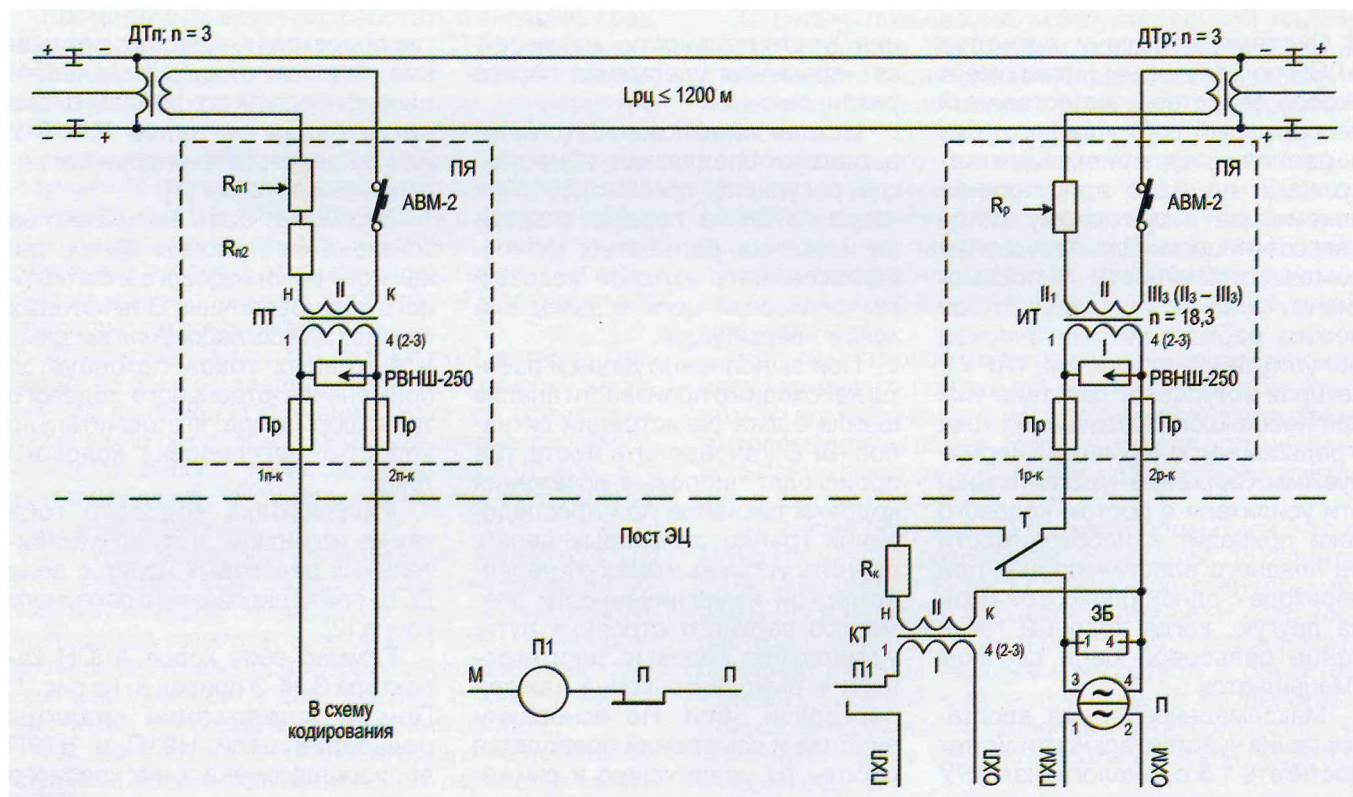 ДТп; n = 3
ДТр; n = 3
+ −
− +
Lрц ≤ 1200 м
− +
+ −
ПЯ
ПЯ
Rп1
АВМ-2
Rр
АВМ-2
Rп2
Н II К
II1 II III3 (II3 – III3)
ПТ
ИТ
n = 18,3
1 I 4 (2-3)
1 I 4 (2-3)
РВНШ-250
РВНШ-250
Пр Пр
Пр Пр
1п-к 2п-к
1р-к 2р-к
Пост ЭЦ
Т
Rк
Н II К
КТ
1 I 4 (2-3)
ЗБ
1 4
П1
М
П П
П1
3 4
П
1 2
В схему
кодирования
ПХП ОХП ПХМ ОХМ